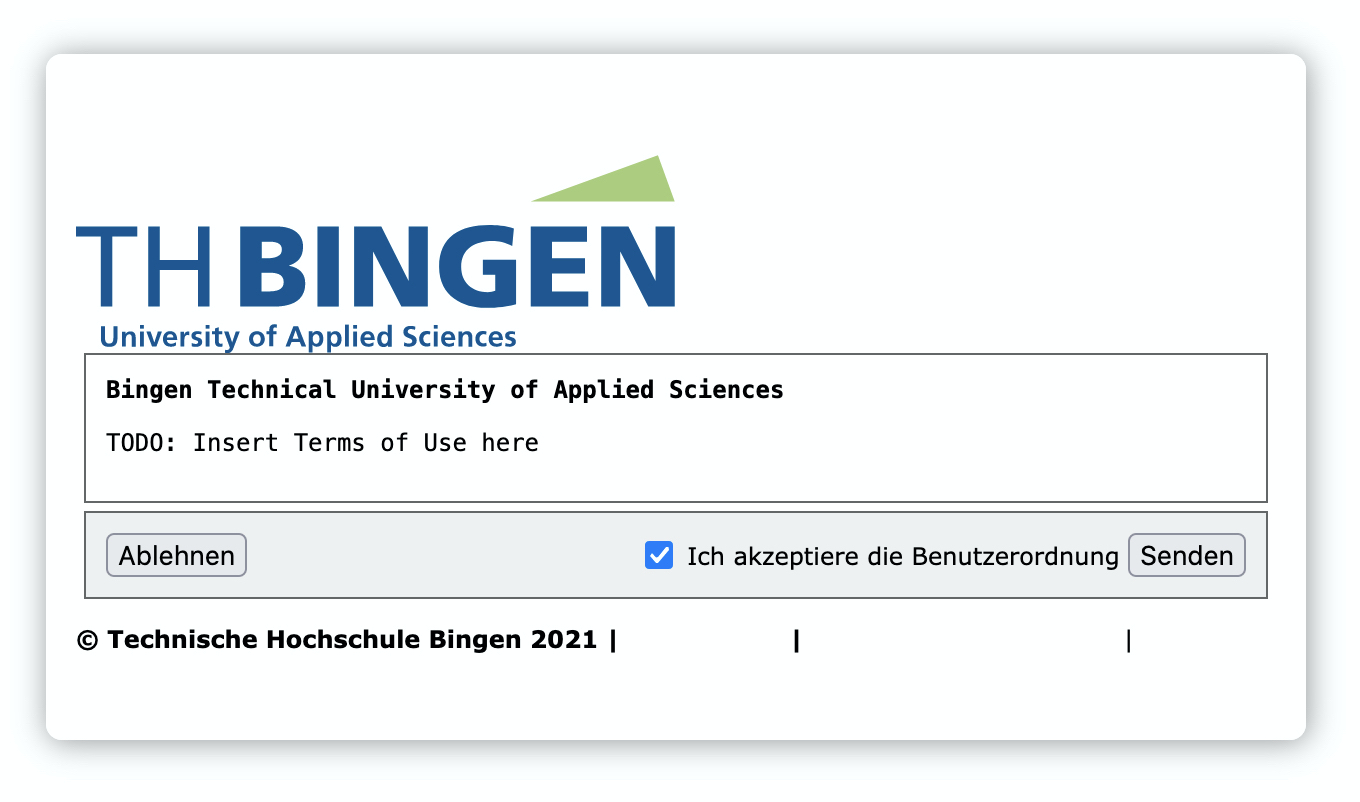 TH BINGEN
University of Applied Sciences
Bingen Technical University of Applied Sciences
TODO: Insert Terms of Use here
Ablehnen Ich akzeptiere die Benutzerordnung Senden
© Technische Hochschule Bingen 2021 | | |